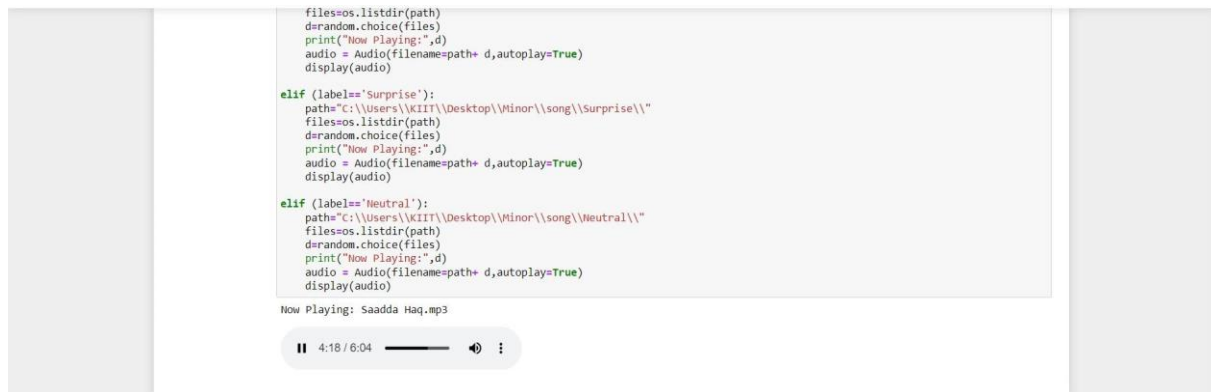 files=os.listdir(path)
d=random.choice(files)
print("Now Playing:",d)
audio = Audio(filename=path+ d,autoplay=True)
display(audio)
elif (label=='Surprise'):
path="C:\\Users\\KIIT\\Desktop\\Minor\\song\\Surprise\\"
files=os.listdir(path)
d=random.choice(files)
print("Now Playing:",d)
audio = Audio(filename=path+ d,autoplay=True)
display(audio)
elif (label=='Neutral'):
path="C:\\Users\\KIIT\\Desktop\\Minor\\song\\Neutral\\"
files=os.listdir(path)
d=random.choice(files)
print("Now Playing:",d)
audio = Audio(filename=path+ d,autoplay=True)
display(audio)
Now Playing: Saadda Haq.mp3
4:18 / 6:04